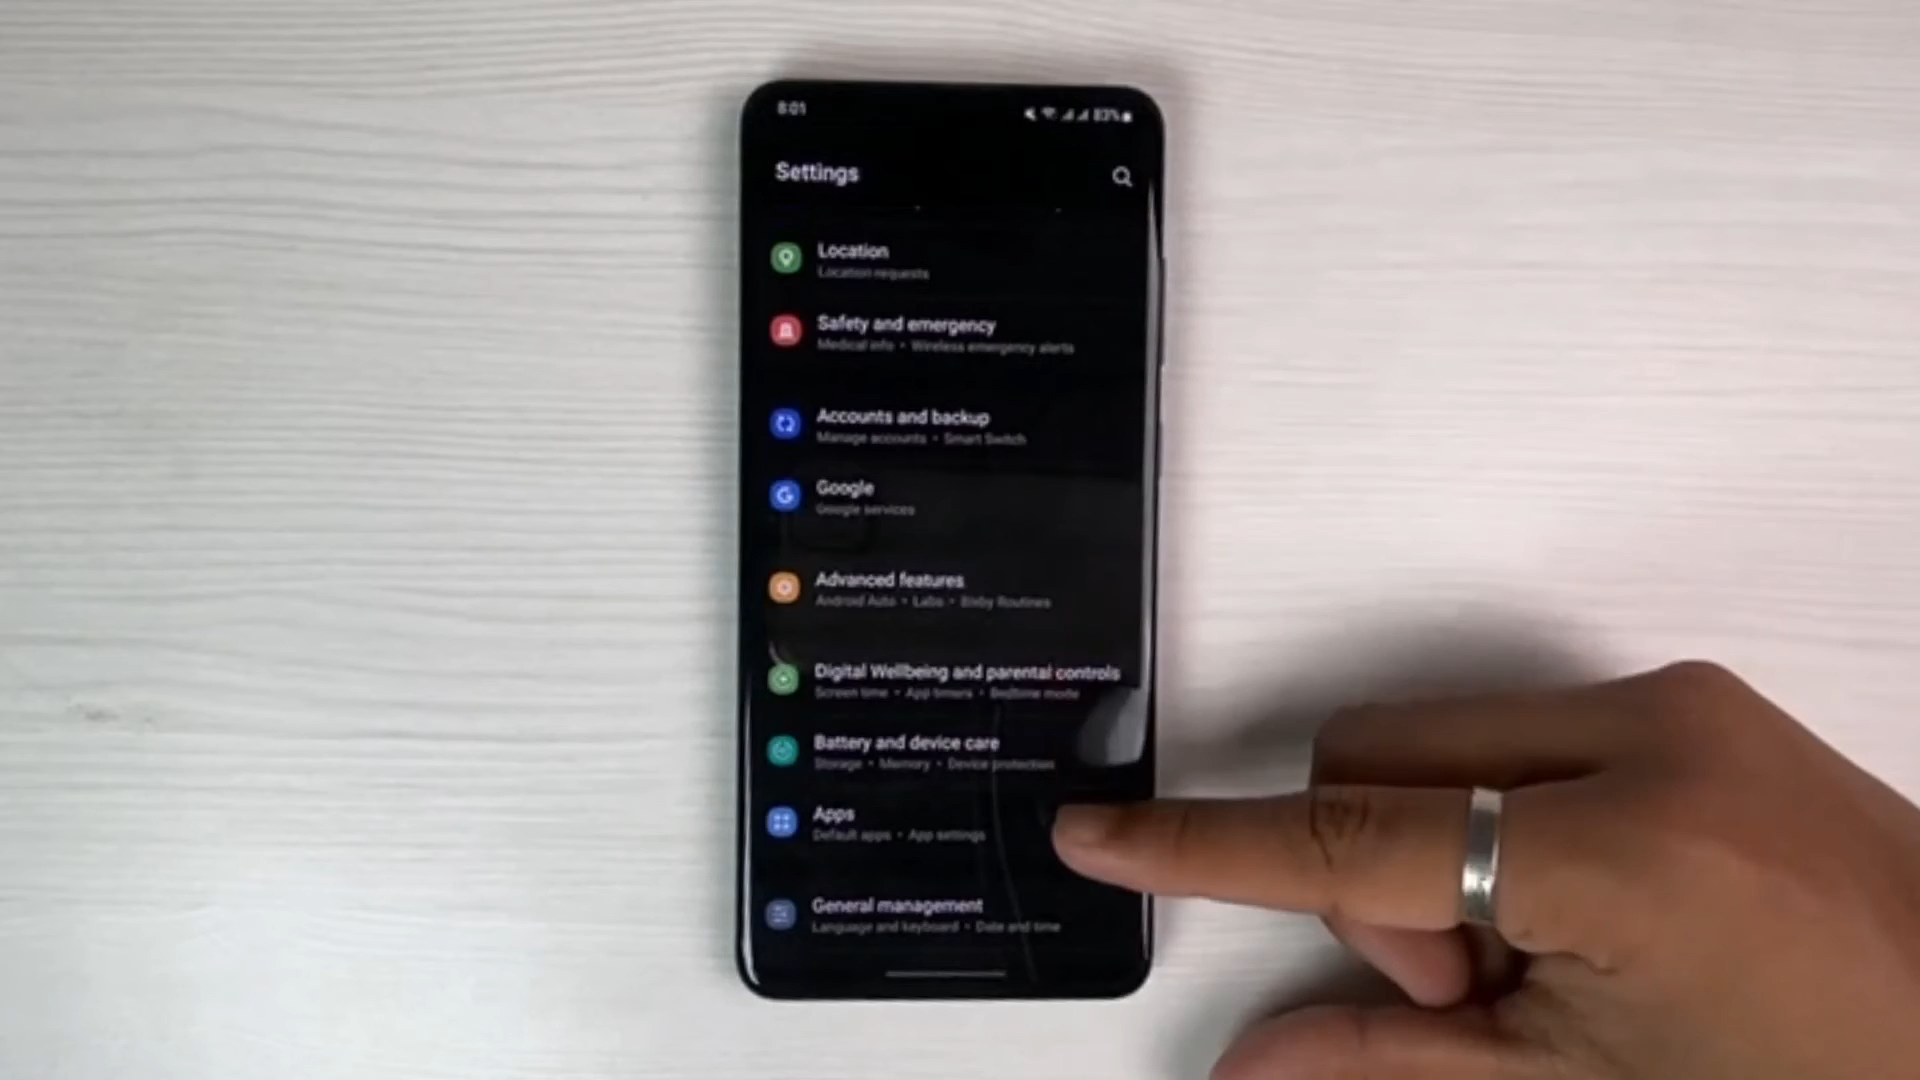 8:01
83%
Settings
Location
Location requests
Safety and emergency
Medical info • Wireless emergency alerts
Accounts and backup
Manage accounts • Smart Switch
Google
Google services
Advanced features
Android Auto • Labs • Bixby Routines
Digital Wellbeing and parental controls
Screen time • App timers • Bedtime mode
Battery and device care
Storage • Memory • Device protection
Apps
Default apps • App settings
General management
Language and keyboard • Date and time